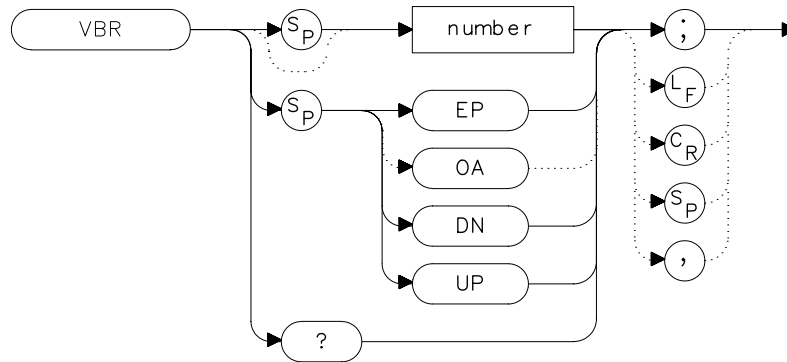 VBR
SP
number
;
SP
EP
LF
OA
CR
DN
SP
UP
,
?